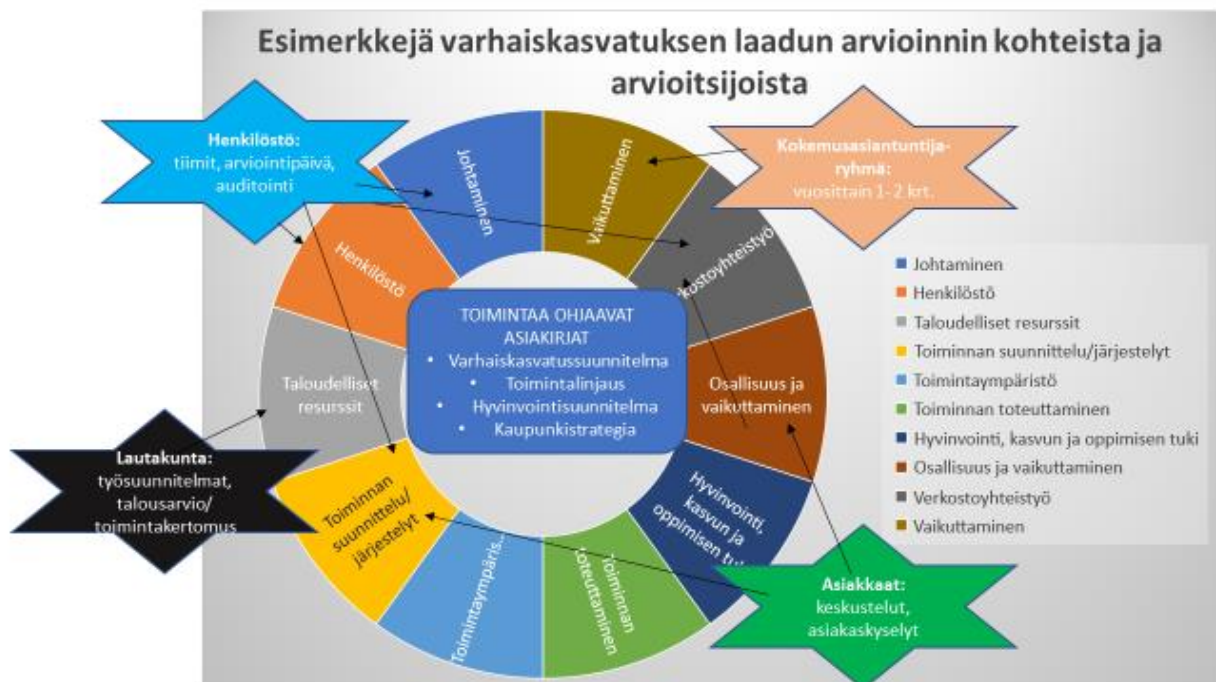 Esimerkkejä varhaiskasvatuksen laadun arvioinnin kohteista ja
arvioitsijoista
Henkilöstö:
tiimit, arviointipäivä,
auditointi
Kokemusasiantuntija-
ryhmä:
vuosittain 1-2 krt.
Lautakunta:
työsuunnitelmat,
talousarvio/
toimintakertomus
Asiakkaat:
keskustelut,
asiakaskyselyt
Johtaminen
Vaikuttaminen
kostoyhteistyö
Osallisuus ja
vaikuttaminen
Hyvinvointi,
kasvun ja
oppimisen tuki
Toiminnan
toteuttaminen
Toimintaympäris...
Toiminnan
suunnittelu/
järjestelyt
Taloudelliset
resurssit
Henkilöstö
TOIMINTAA OHJAAVAT
ASIAKIRJAT
• Varhaiskasvatussuunnitelma
• Toimintalinjaus
• Hyvinvointisuunnitelma
• Kaupunkistrategia
Johtaminen
Henkilöstö
Taloudelliset resurssit
Toiminnan suunnittelu/järjestelyt
Toimintaympäristö
Toiminnan toteuttaminen
Hyvinvointi, kasvun ja oppimisen tuki
Osallisuus ja vaikuttaminen
Verkostoyhteistyö
Vaikuttaminen